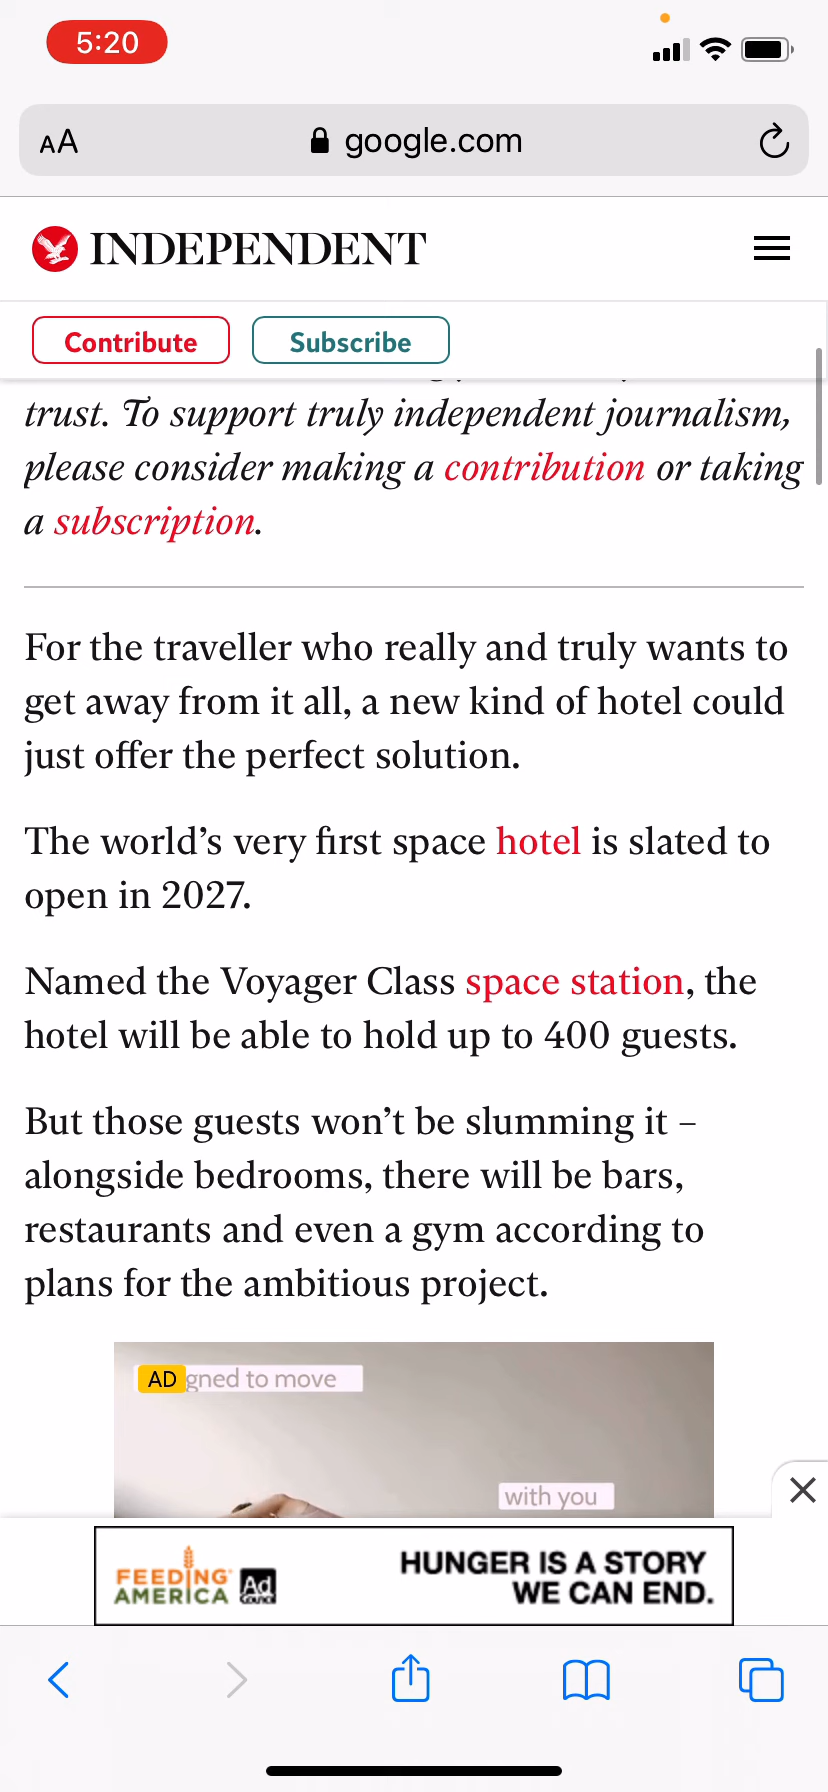 5:20
AA google.com
INDEPENDENT
Contribute Subscribe
trust. To support truly independent journalism,
please consider making a contribution or taking
a subscription.
For the traveller who really and truly wants to
get away from it all, a new kind of hotel could
just offer the perfect solution.
The world’s very first space hotel is slated to
open in 2027.
Named the Voyager Class space station, the
hotel will be able to hold up to 400 guests.
But those guests won’t be slumming it –
alongside bedrooms, there will be bars,
restaurants and even a gym according to
plans for the ambitious project.
AD gned to move
with you
FEEDING
AMERICA
Ad
COUNCIL
HUNGER IS A STORY
WE CAN END.